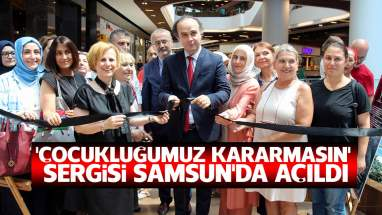 'ÇOCUKLUĞUMUZ KARARMASIN'
SERGİSİ SAMSUN'DA AÇILDI